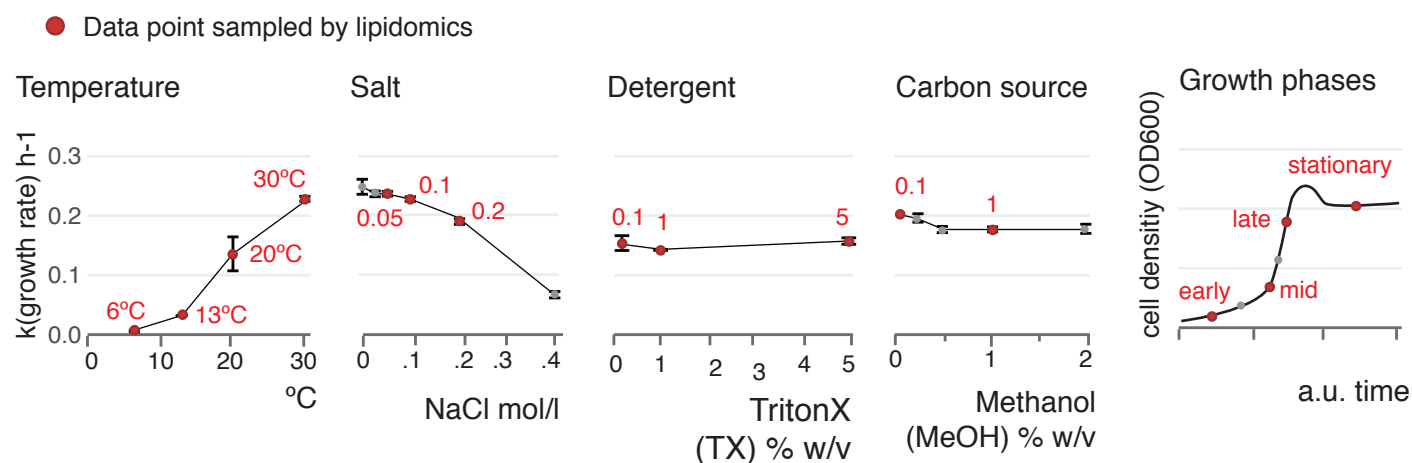 Data point sampled by lipidomics
Temperature
k(growth rate) h-1
0.3
0.2
0.1
0.0
30ºC
20ºC
13ºC
6ºC
0 10 20 30
ºC
Salt
0.05
0.1
0.2
0 .1 .2 .3 .4
NaCl mol/l
Detergent
0.1 1 5
0 1 2 3 4 5
TritonX
(TX) % w/v
Carbon source
0.1
1
0 1 2
Methanol
(MeOH) % w/v
Growth phases
cell densitiy (OD600)
stationary
late
early
mid
a.u. time